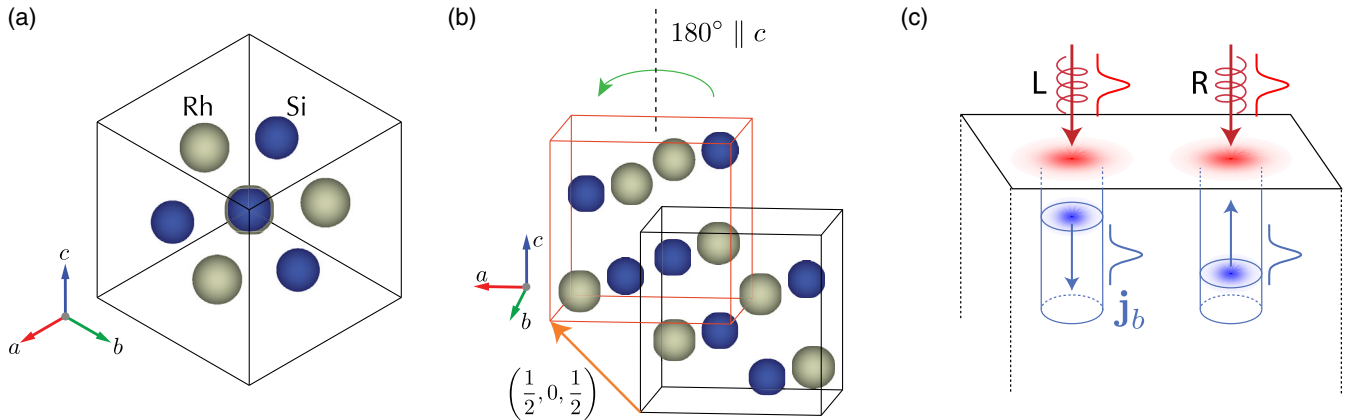 (a)
Rh
Si
c
a
b
(b)
180° ∥ c
c
a
b
(1/2, 0, 1/2)
(c)
L
R
j_b